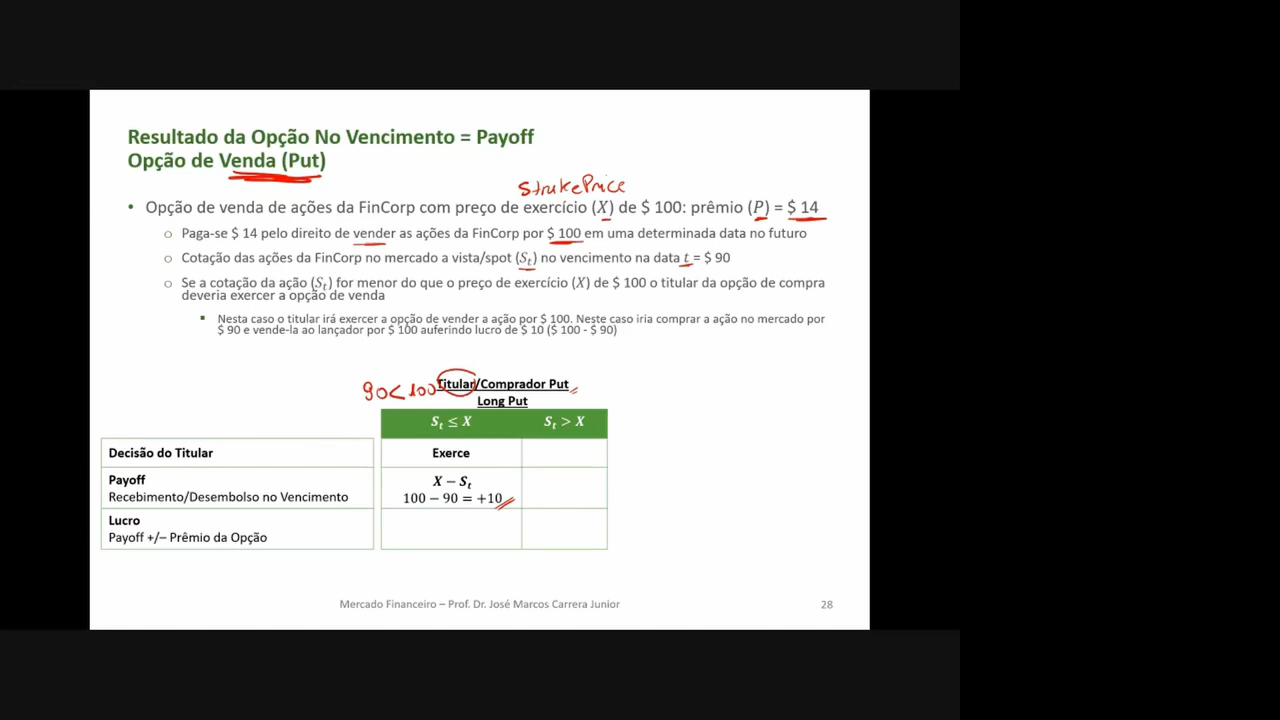 Resultado da Opção No Vencimento = Payoff
Opção de Venda (Put)
StrikePrice
• Opção de venda de ações da FinCorp com preço de exercício (X) de $ 100: prêmio (P) = $ 14
o Paga-se $ 14 pelo direito de vender as ações da FinCorp por $ 100 em uma determinada data no futuro
o Cotação das ações da FinCorp no mercado a vista/spot (Sₜ) no vencimento na data t = $ 90
o Se a cotação da ação (Sₜ) for menor do que o preço de exercício (X) de $ 100 o titular da opção de compra
deveria exercer a opção de venda
▪ Nesta caso o titular irá exercer a opção de vender a ação por $ 100. Neste caso iria comprar a ação no mercado por
$ 90 e vende-la ao lançador por $ 100 auferindo lucro de $ 10 ($ 100 - $ 90)
90<100
Titular/Comprador Put
Long Put
Sₜ ≤ X Sₜ > X
Decisão do Titular Exerce
Payoff X − Sₜ
Recebimento/Desembolso no Vencimento 100 − 90 = +10
Lucro
Payoff +/− Prêmio da Opção
Mercado Financeiro – Prof. Dr. José Marcos Carrera Junior 28